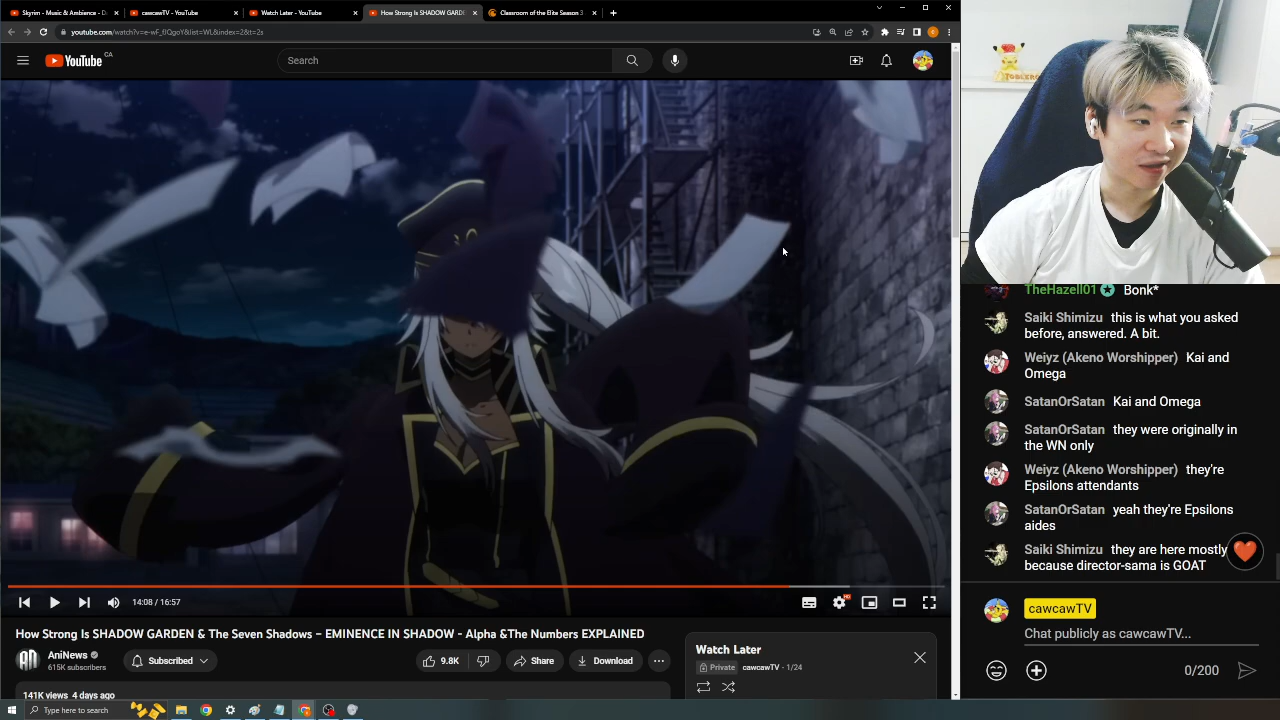 Skyrim - Music & Ambience - D
cawcawTV - YouTube
Watch Later - YouTube
How Strong Is SHADOW GARDE
Classroom of the Elite Season 3
youtube.com/watch?v=e-wF_fJQgoY&list=WL&index=2&t=2s
YouTube CA
Search
TOBLERO
TheHazell01 Bonk*
Saiki Shimizu this is what you asked
before, answered. A bit.
Weiyz (Akeno Worshipper) Kai and
Omega
SatanOrSatan Kai and Omega
SatanOrSatan they were originally in
the WN only
Weiyz (Akeno Worshipper) they're
Epsilons attendants
SatanOrSatan yeah they're Epsilons
aides
Saiki Shimizu they are here mostly
because director-sama is GOAT
14:08 / 16:57
HD
cawcawTV
Chat publicly as cawcawTV...
0/200
How Strong Is SHADOW GARDEN & The Seven Shadows – EMINENCE IN SHADOW - Alpha &The Numbers EXPLAINED
AniNews
615K subscribers
Subscribed
9.8K
Share
Download
Watch Later
Private cawcawTV - 1/24
141K views 4 days ago
Type here to search